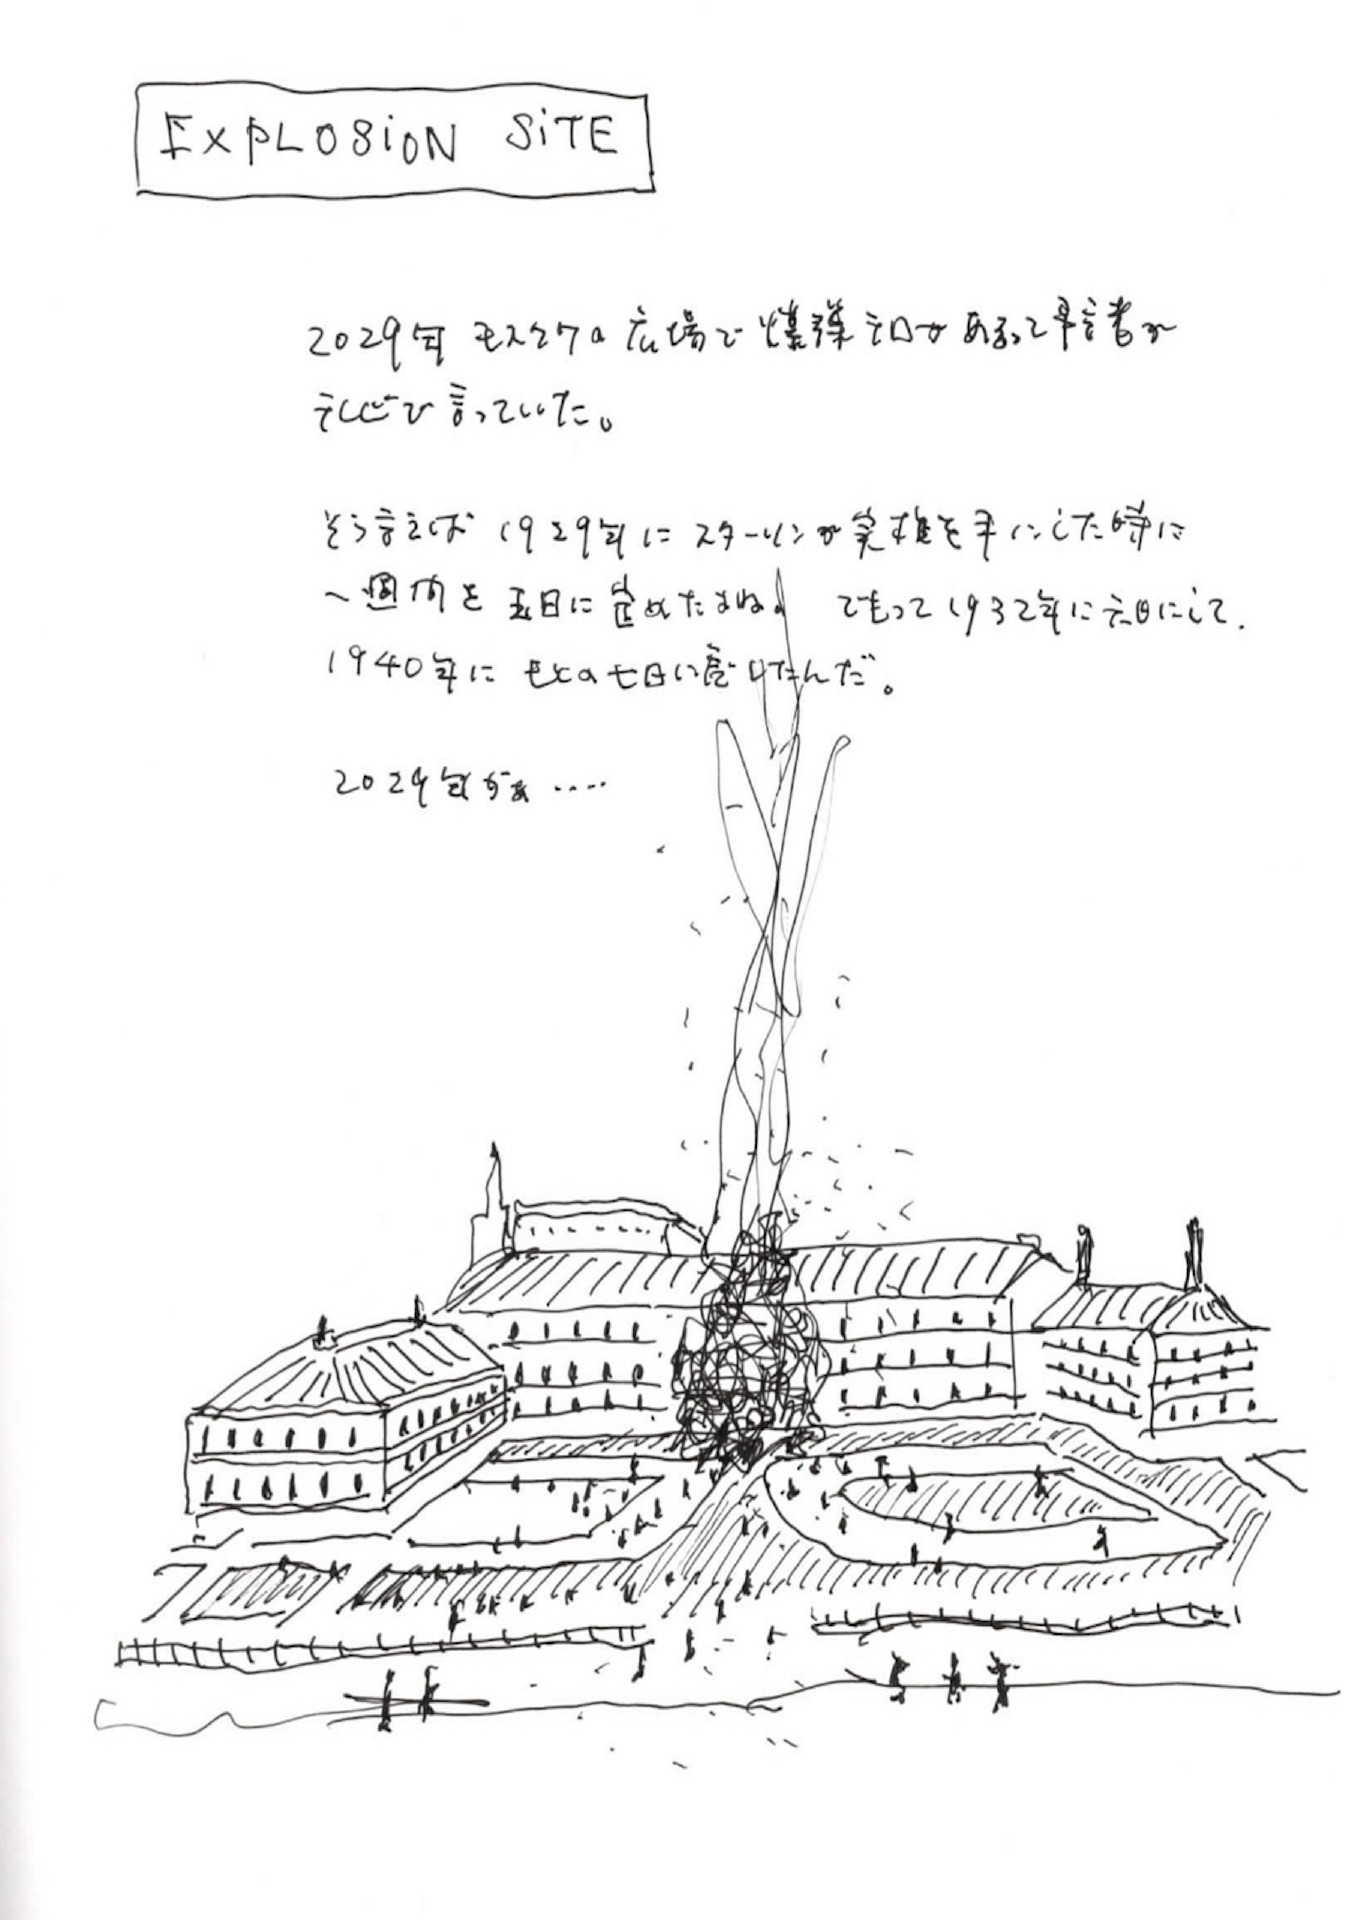 EXPLOSiON SiTE
2029年 モスクワの広場で爆弾テロがあるって予言者が
テレビで言っていた。
そう言えば 1929年に スターリンが実権を手にした時に
一週間を五日に定めたよね。 でもって1932年に六日にして、
1940年に もとの七日に戻したんだ。
2029年かぁ‥‥